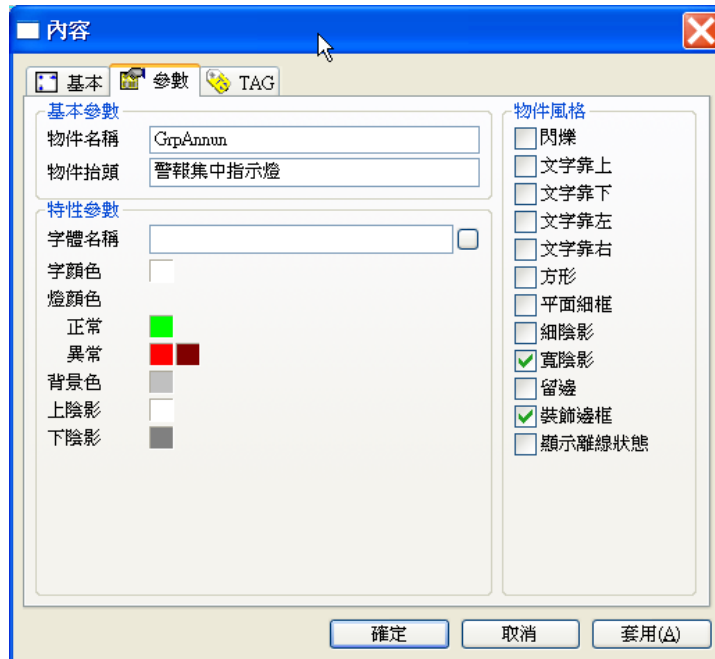 內容
基本 參數 TAG
基本參數
物件名稱 GrpAnnun
物件抬頭 警報集中指示燈
特性參數
字體名稱
字顏色
燈顏色
正常
異常
背景色
上陰影
下陰影
物件風格
閃爍
文字靠上
文字靠下
文字靠左
文字靠右
方形
平面細框
細陰影
寬陰影
留邊
裝飾邊框
顯示離線狀態
確定 取消 套用(A)